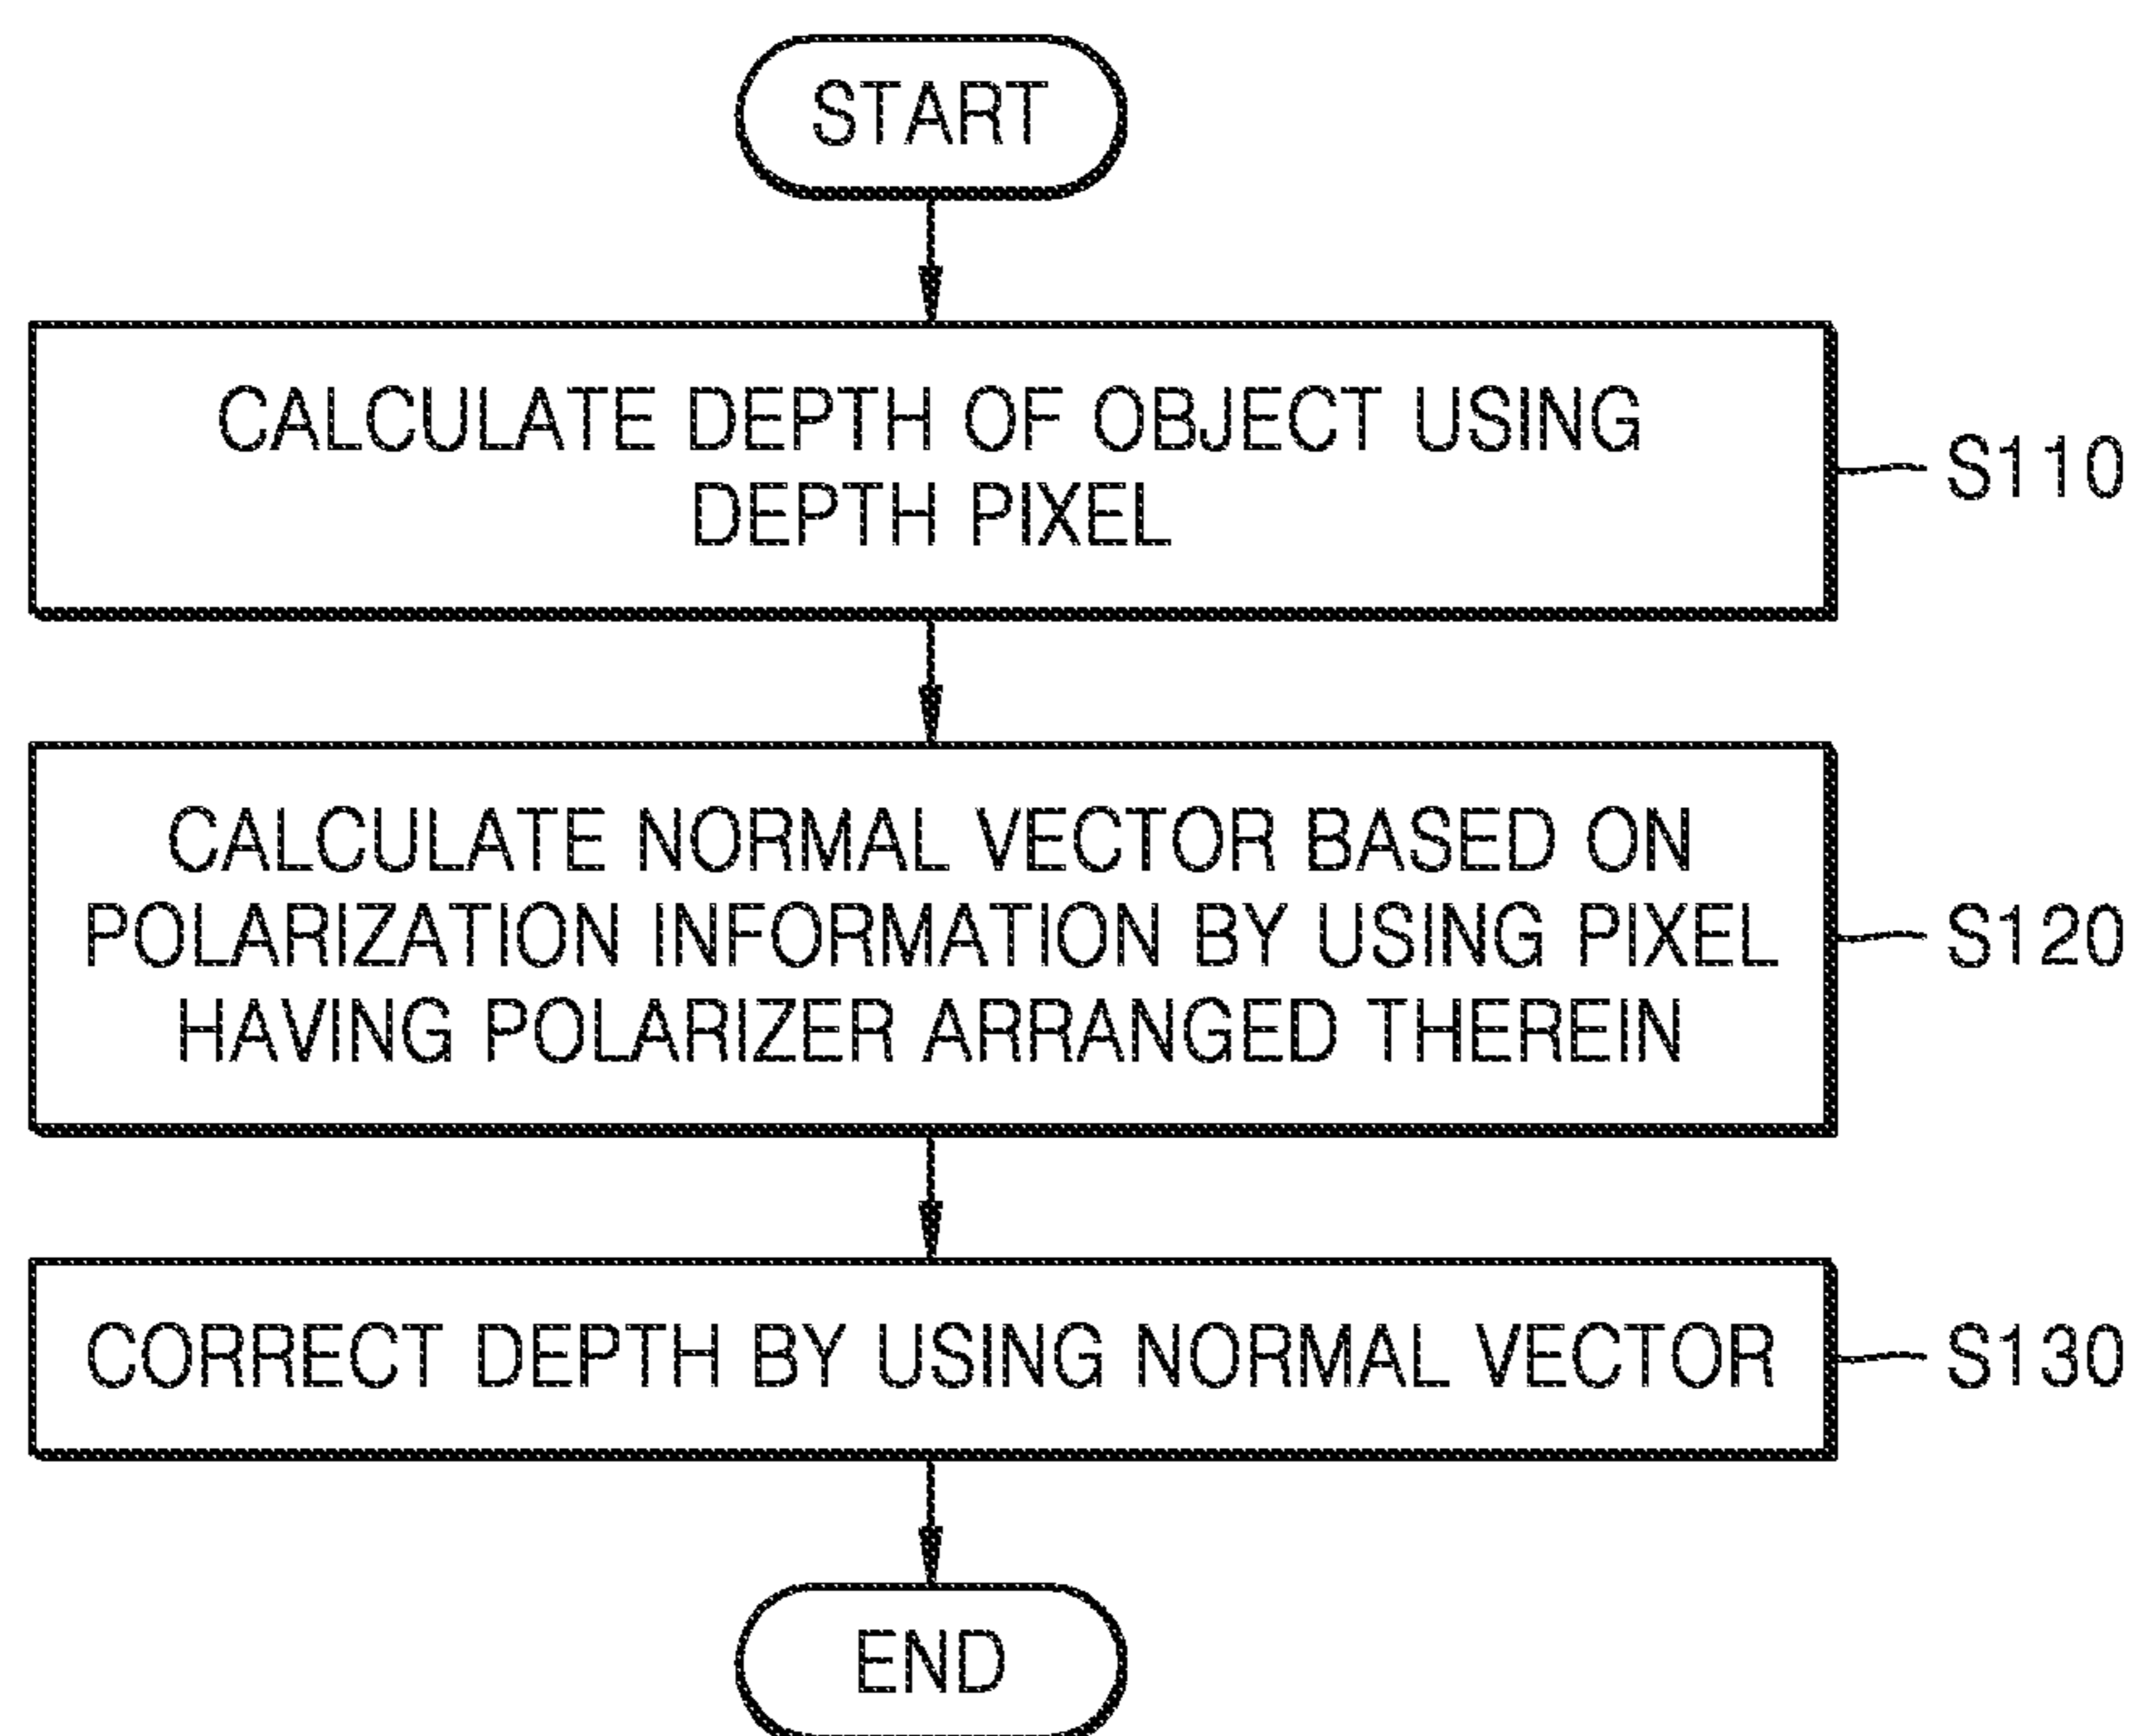 START
CALCULATE DEPTH OF OBJECT USING
DEPTH PIXEL
S110
CALCULATE NORMAL VECTOR BASED ON
POLARIZATION INFORMATION BY USING PIXEL
HAVING POLARIZER ARRANGED THEREIN
S120
CORRECT DEPTH BY USING NORMAL VECTOR
S130
END